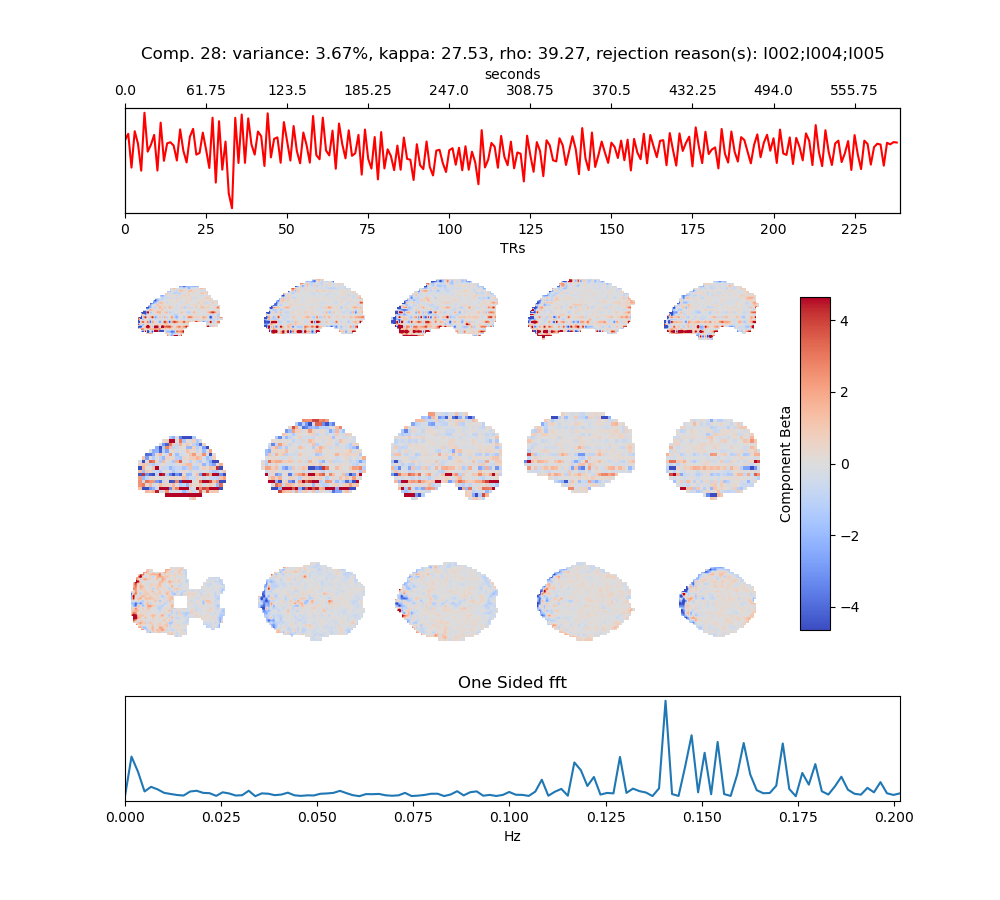 Comp. 28: variance: 3.67%, kappa: 27.53, rho: 39.27, rejection reason(s): I002;I004;I005
seconds
0.0 61.75 123.5 185.25 247.0 308.75 370.5 432.25 494.0 555.75
0 25 50 75 100 125 150 175 200 225
TRs
4
2
0
−2
−4
Component Beta
One Sided fft
0.000 0.025 0.050 0.075 0.100 0.125 0.150 0.175 0.200
Hz